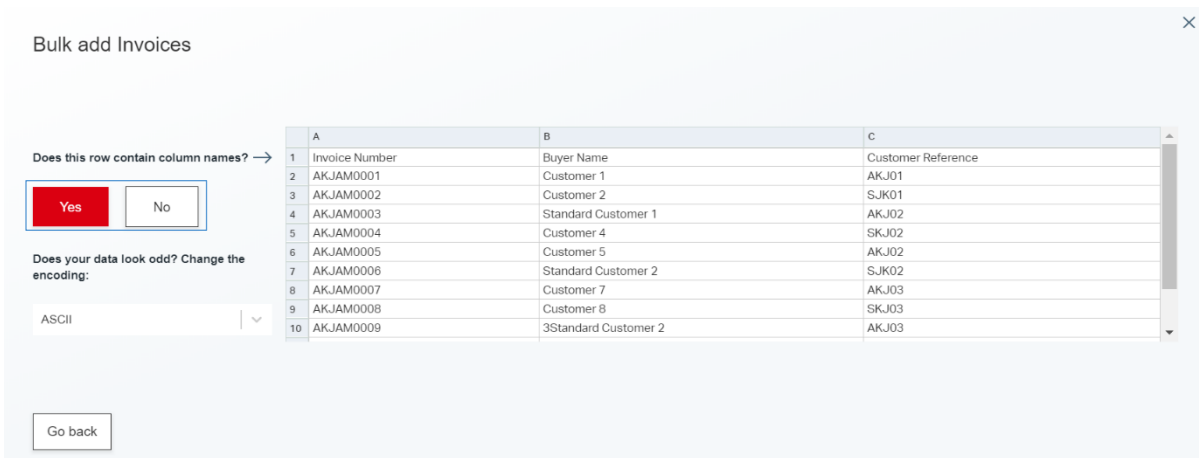 Bulk add Invoices
Does this row contain column names?
Yes No
Does your data look odd? Change the
encoding:
ASCII
Go back
A B C
1 Invoice Number Buyer Name Customer Reference
2 AKJAM0001 Customer 1 AKJ01
3 AKJAM0002 Customer 2 SJK01
4 AKJAM0003 Standard Customer 1 AKJ02
5 AKJAM0004 Customer 4 SKJ02
6 AKJAM0005 Customer 5 AKJ02
7 AKJAM0006 Standard Customer 2 SJK02
8 AKJAM0007 Customer 7 AKJ03
9 AKJAM0008 Customer 8 SKJ03
10 AKJAM0009 3Standard Customer 2 AKJ03